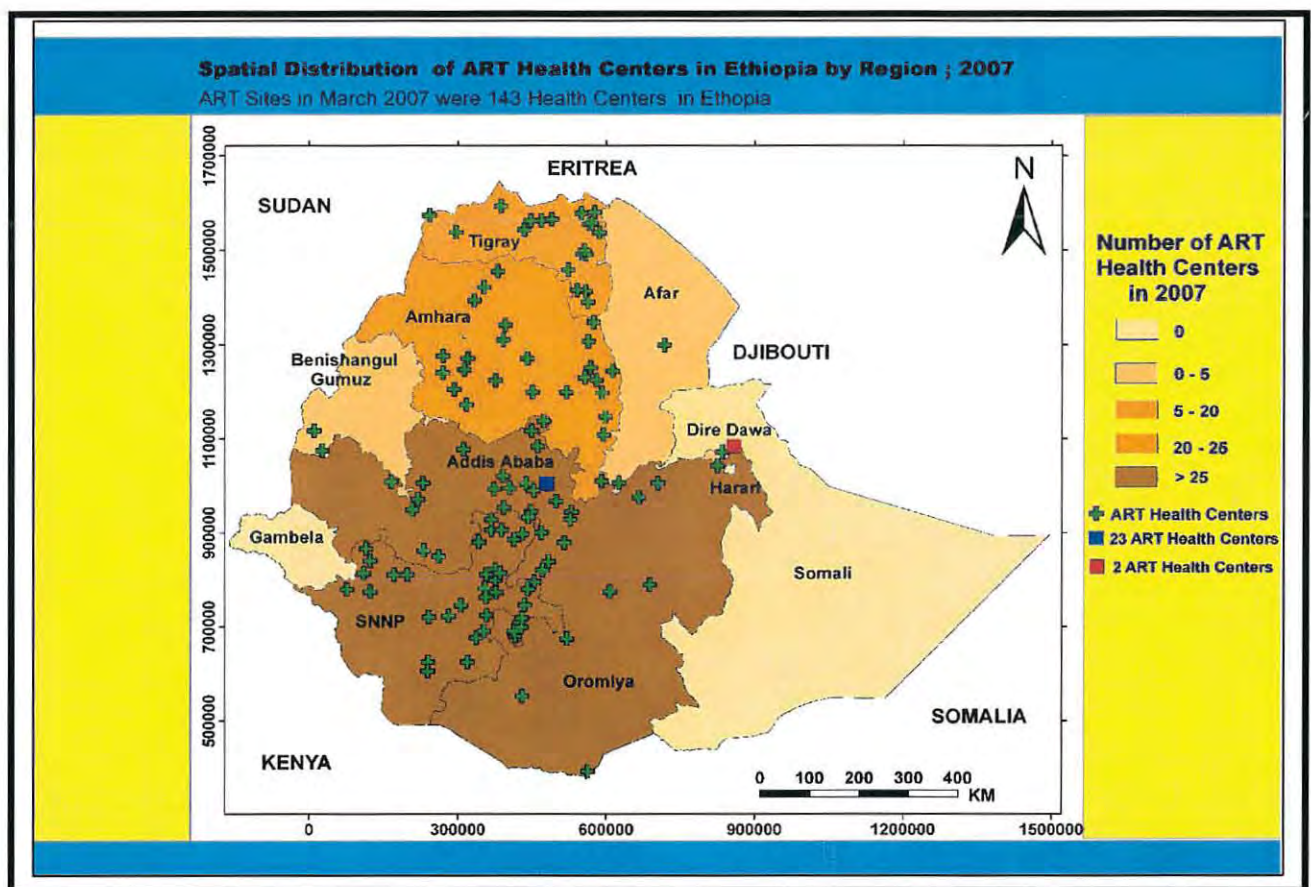 Spatial Distribution of ART Health Centers in Ethiopia by Region ; 2007
ART Sites in March 2007 were 143 Health Centers in Ethopia
1700000
1500000
1300000
1100000
900000
700000
500000
ERITREA
SUDAN
N
Tigray
Afar
Amhara
DJIBOUTI
Benishangul
Gumuz
Dire Dawa
Addis Ababa
Harari
Gambela
Somali
SNNP
Oromiya
SOMALIA
KENYA
0 100 200 300 400
KM
0 300000 600000 900000 1200000 1500000
Number of ART
Health Centers
in 2007
0
0 - 5
5 - 20
20 - 25
> 25
ART Health Centers
23 ART Health Centers
2 ART Health Centers